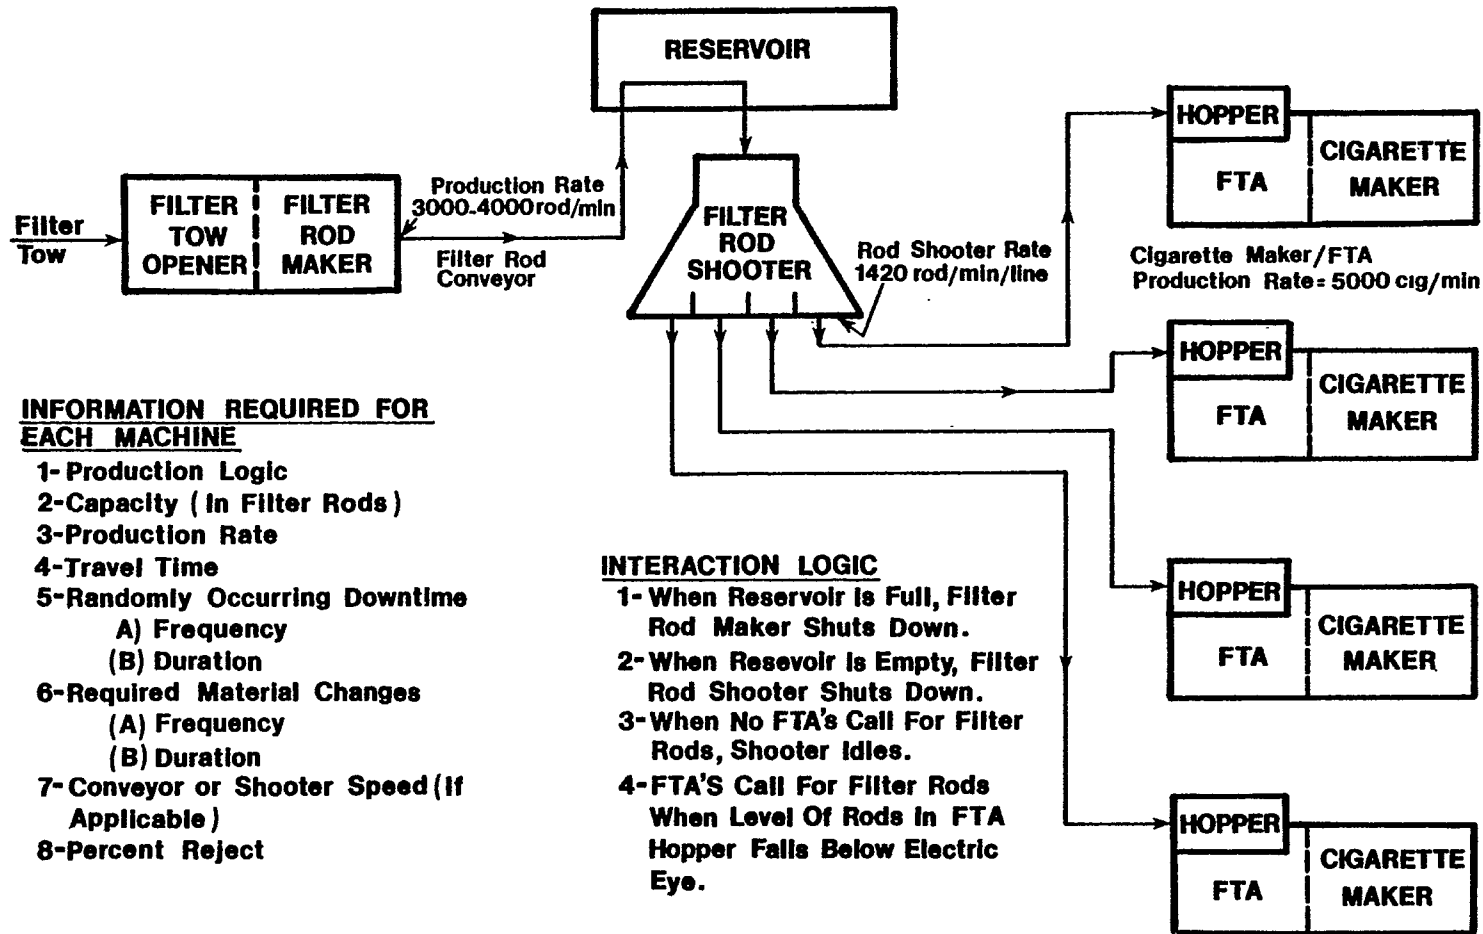 RESERVOIR
Filter
Tow
FILTER
TOW
OPENER
FILTER
ROD
MAKER
Production Rate
3000-4000 rod/min
Filter Rod
Conveyor
FILTER
ROD
SHOOTER
Rod Shooter Rate
1420 rod/min/line
HOPPER
FTA
CIGARETTE
MAKER
Cigarette Maker/FTA
Production Rate = 5000 cig/min
HOPPER
FTA
CIGARETTE
MAKER
HOPPER
FTA
CIGARETTE
MAKER
HOPPER
FTA
CIGARETTE
MAKER
INFORMATION REQUIRED FOR
EACH MACHINE
1- Production Logic
2- Capacity (In Filter Rods)
3- Production Rate
4- Travel Time
5- Randomly Occurring Downtime
A) Frequency
(B) Duration
6- Required Material Changes
(A) Frequency
(B) Duration
7- Conveyor or Shooter Speed (If
Applicable)
8- Percent Reject
INTERACTION LOGIC
1- When Reservoir Is Full, Filter
Rod Maker Shuts Down.
2- When Resevoir Is Empty, Filter
Rod Shooter Shuts Down.
3- When No FTA's Call For Filter
Rods, Shooter Idles.
4- FTA'S Call For Filter Rods
When Level Of Rods In FTA
Hopper Falls Below Electric
Eye.